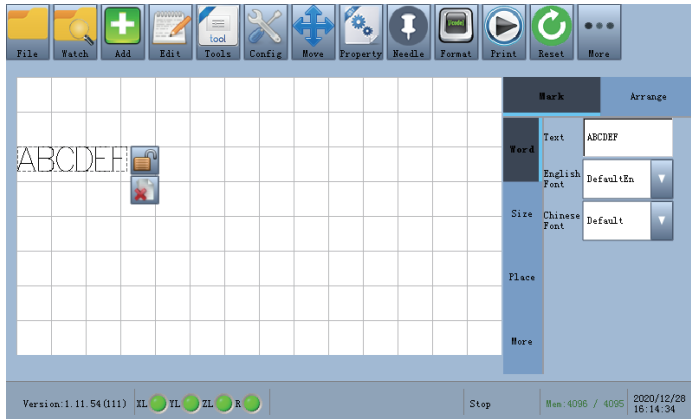 File Watch Add Edit Tools Config Move Property Needle Format Print Reset More
tool
Mark Arrange
ABCDEF
Word
Size
Place
More
Text ABCDEF
English
Font
DefaultEn
Chinese
Font
Default
Version:1.11.54(111) XL YL ZL R Stop Mem:4096 / 4095 2020/12/28
16:14:34